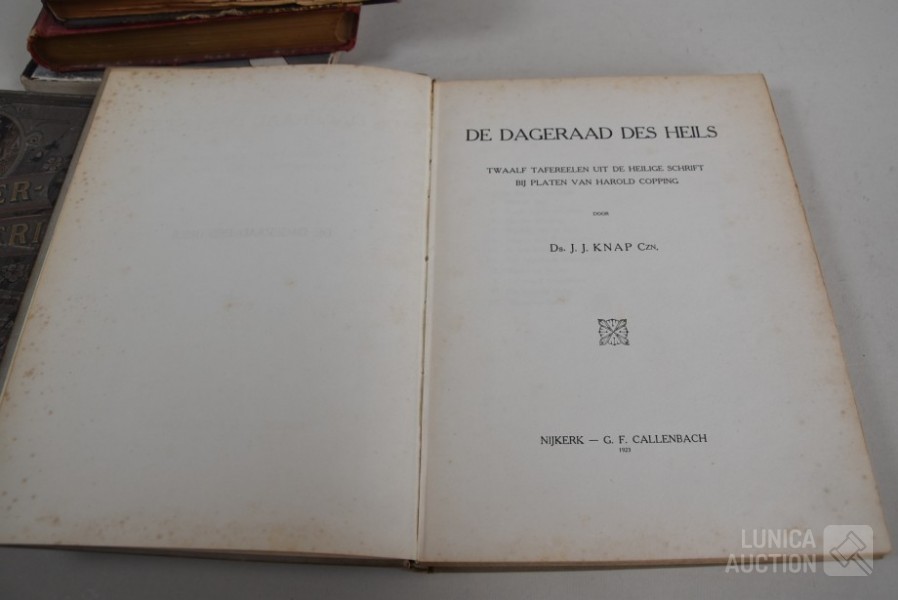 DE DAGERAAD DES HEILS
TWAALF TAFEREELEN UIT DE HEILIGE SCHRIFT
BIJ PLATEN VAN HAROLD COPPING
DOOR
DS. J. J. KNAP CZN.
NIJKERK — G. F. CALLENBACH
1921
LUNICA
AUCTION